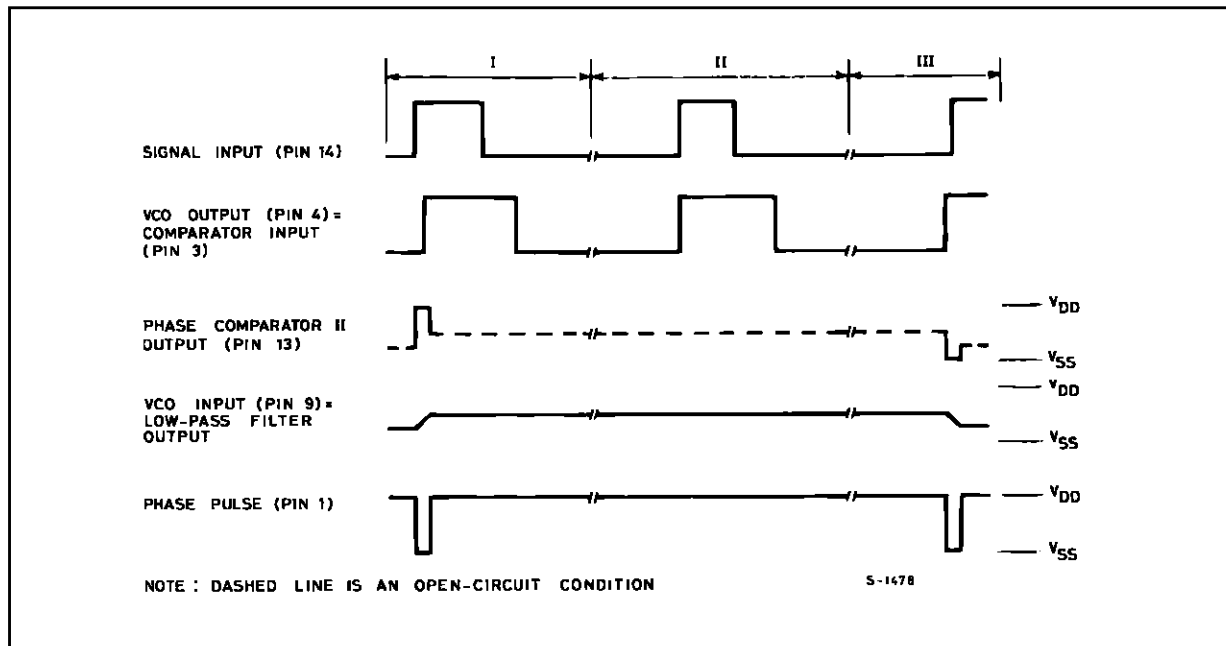 I II III
SIGNAL INPUT (PIN 14)
VCO OUTPUT (PIN 4)=
COMPARATOR INPUT
(PIN 3)
PHASE COMPARATOR II
OUTPUT (PIN 13)
VDD
VSS
VCO INPUT (PIN 9)=
LOW-PASS FILTER
OUTPUT
VDD
VSS
PHASE PULSE (PIN 1)
VDD
VSS
NOTE : DASHED LINE IS AN OPEN-CIRCUIT CONDITION
S-1478